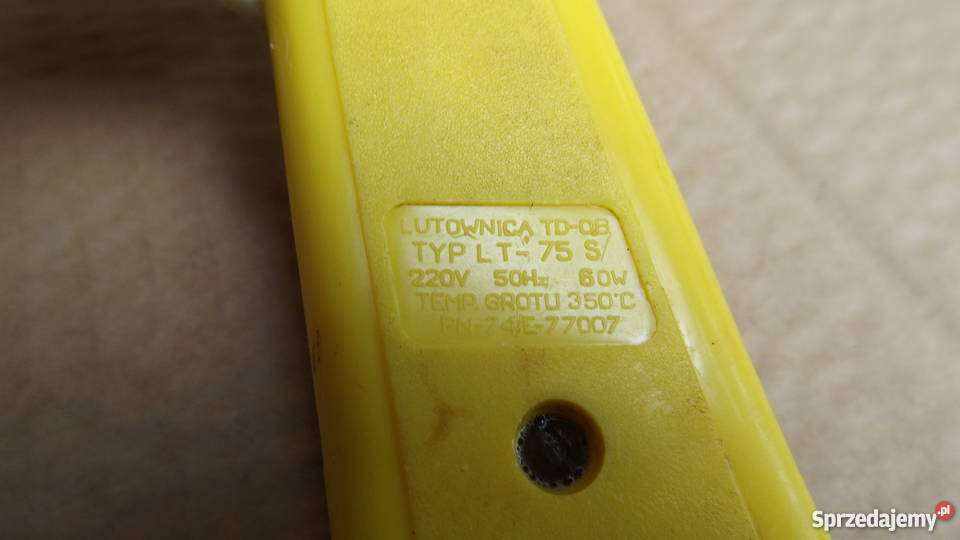 LUTOWNICA TD-08
TYP LT-75 S/
220V 50Hz 60W
TEMP. GROTU 350°C
PN-74/E-77007
Sprzedajemy.pl